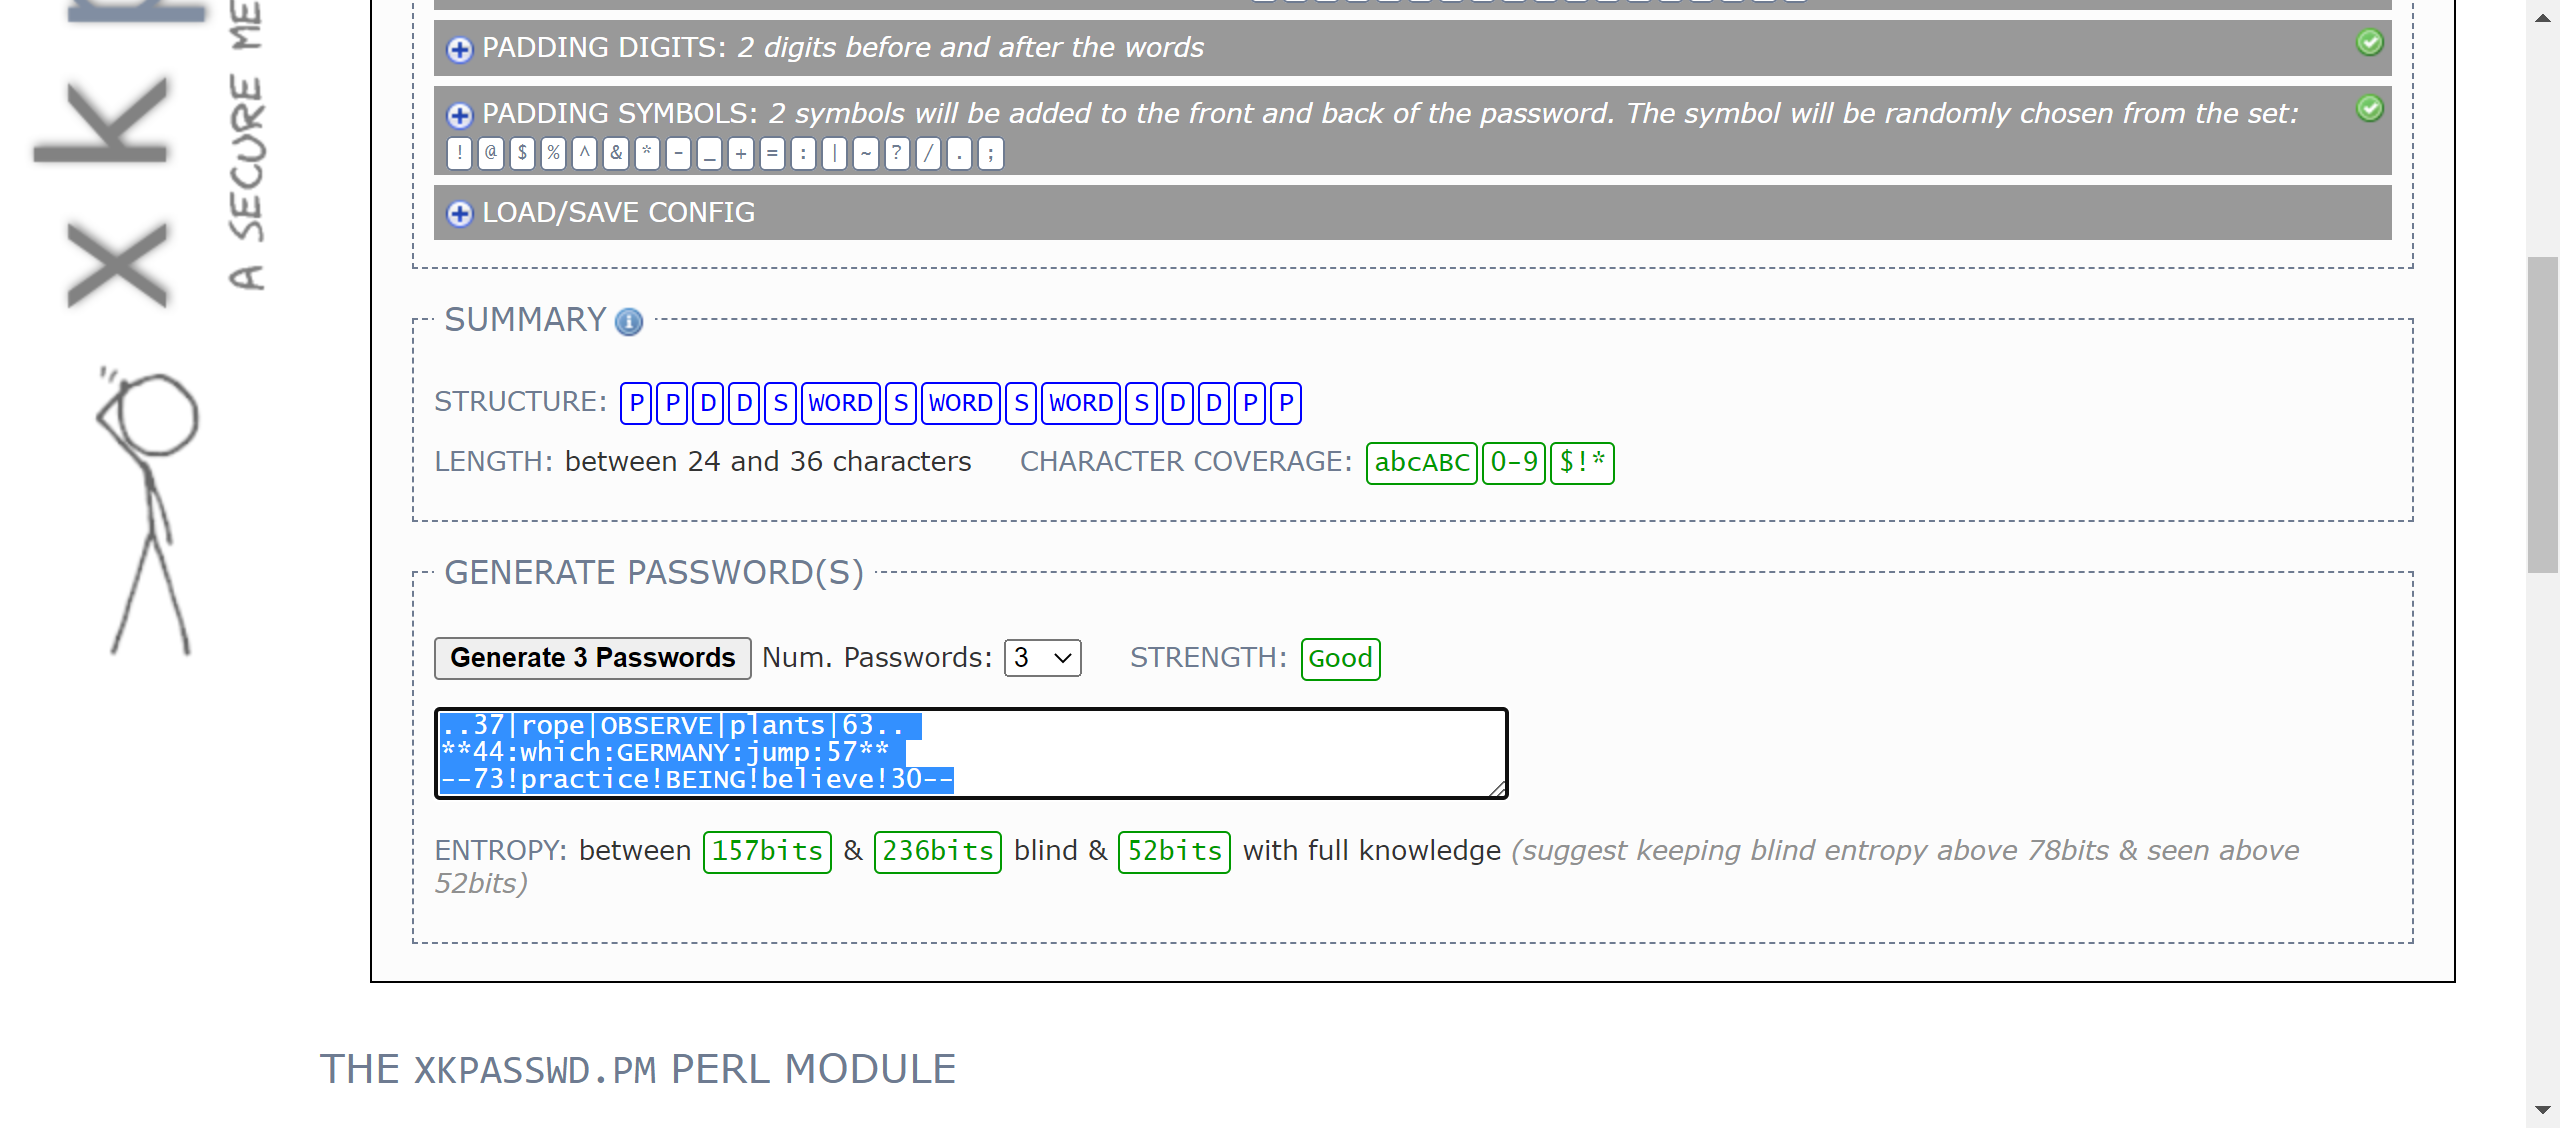 PADDING DIGITS: 2 digits before and after the words
PADDING SYMBOLS: 2 symbols will be added to the front and back of the password. The symbol will be randomly chosen from the set:
! @ $ % ^ & * - _ + = : | ~ ? / . ;
LOAD/SAVE CONFIG
x k
A SECURE ME
SUMMARY
STRUCTURE: P P D D S WORD S WORD S WORD S D D P P
LENGTH: between 24 and 36 characters CHARACTER COVERAGE: abcABC 0-9 $!*
GENERATE PASSWORD(S)
Generate 3 Passwords Num. Passwords: 3 STRENGTH: Good
..37|rope|OBSERVE|plants|63..
**44:which:GERMANY:jump:57**
--73!practice!BEING!believe!30--
ENTROPY: between 157bits & 236bits blind & 52bits with full knowledge (suggest keeping blind entropy above 78bits & seen above
52bits)
THE XKPASSWD.PM PERL MODULE